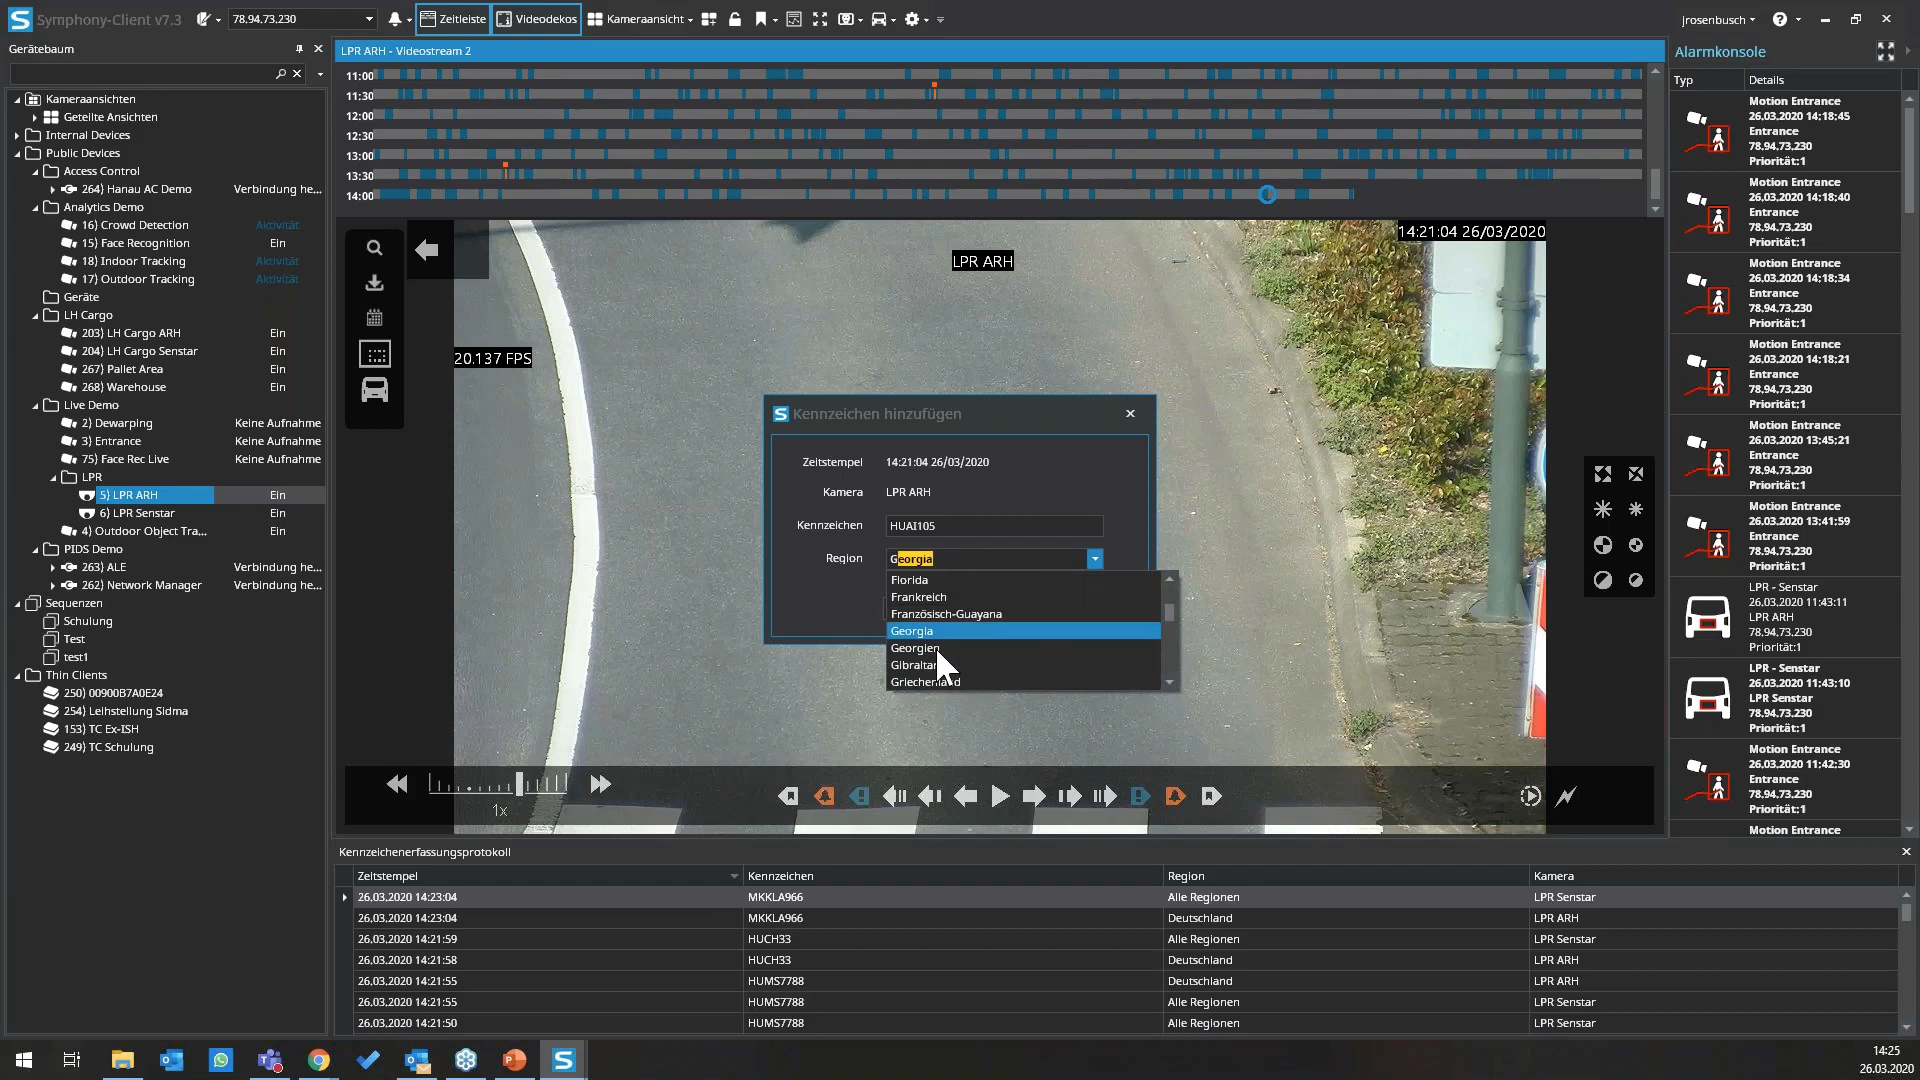 Symphony-Client v7.3
78.94.73.230
Zeitleiste
Videodekos
Kameraansicht
jrosenbusch
Gerätebaum
Kameraansichten
Geteilte Ansichten
Internal Devices
Public Devices
Access Control
264) Hanau AC Demo Verbindung he...
Analytics Demo
16) Crowd Detection Aktivität
15) Face Recognition Ein
18) Indoor Tracking Aktivität
17) Outdoor Tracking Aktivität
Geräte
LH Cargo
203) LH Cargo ARH Ein
204) LH Cargo Senstar Ein
267) Pallet Area Ein
268) Warehouse Ein
Live Demo
2) Dewarping Keine Aufnahme
3) Entrance Keine Aufnahme
75) Face Rec Live Keine Aufnahme
LPR
5) LPR ARH Ein
6) LPR Senstar Ein
4) Outdoor Object Tra... Ein
PIDS Demo
263) ALE Verbindung he...
262) Network Manager Verbindung he...
Sequenzen
Schulung
Test
test1
Thin Clients
250) 00900B7A0E24
254) Leihstellung Sidma
153) TC Ex-ISH
249) TC Schulung
LPR ARH - Videostream 2
11:00
11:30
12:00
12:30
13:00
13:30
14:00
14:21:04 26/03/2020
LPR ARH
20.137 FPS
Kennzeichen hinzufügen
Zeitstempel 14:21:04 26/03/2020
Kamera LPR ARH
Kennzeichen HUAI105
Region Georgia
Florida
Frankreich
Französisch-Guayana
Georgia
Georgien
Gibraltar
Griechenland
1x
Alarmkonsole
Typ Details
Motion Entrance
26.03.2020 14:18:45
Entrance
78.94.73.230
Priorität:1
Motion Entrance
26.03.2020 14:18:40
Entrance
78.94.73.230
Priorität:1
Motion Entrance
26.03.2020 14:18:34
Entrance
78.94.73.230
Priorität:1
Motion Entrance
26.03.2020 14:18:21
Entrance
78.94.73.230
Priorität:1
Motion Entrance
26.03.2020 13:45:21
Entrance
78.94.73.230
Priorität:1
Motion Entrance
26.03.2020 13:41:59
Entrance
78.94.73.230
Priorität:1
LPR - Senstar
26.03.2020 11:43:11
LPR ARH
78.94.73.230
Priorität:1
LPR - Senstar
26.03.2020 11:43:10
LPR Senstar
78.94.73.230
Priorität:1
Motion Entrance
26.03.2020 11:42:30
Entrance
78.94.73.230
Priorität:1
Motion Entrance
Kennzeichenerfassungsprotokoll
Zeitstempel Kennzeichen Region Kamera
26.03.2020 14:23:04 MKKLA966 Alle Regionen LPR Senstar
26.03.2020 14:23:04 MKKLA966 Deutschland LPR ARH
26.03.2020 14:21:59 HUCH33 Alle Regionen LPR Senstar
26.03.2020 14:21:58 HUCH33 Deutschland LPR ARH
26.03.2020 14:21:55 HUMS7788 Deutschland LPR ARH
26.03.2020 14:21:55 HUMS7788 Alle Regionen LPR Senstar
26.03.2020 14:21:50 HUMS7788 Alle Regionen LPR Senstar
14:25
26.03.2020